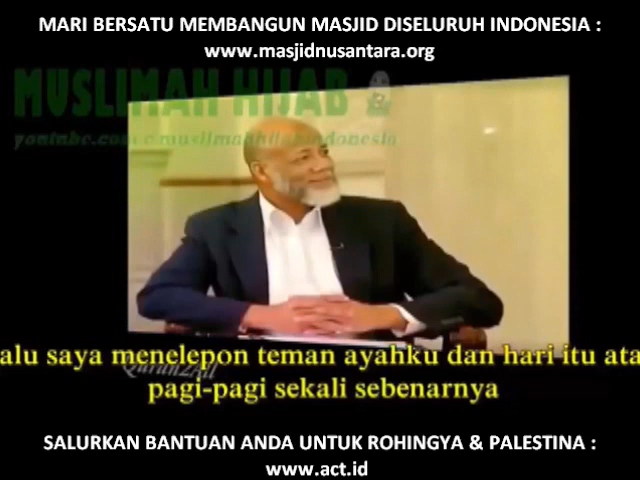 MARI BERSATU MEMBANGUN MASJID DISELURUH INDONESIA :
www.masjidnusantara.org
MUSLIMAH HIJAB
Quran2All
alu saya menelepon teman ayahku dan hari itu ata
pagi-pagi sekali sebenarnya
SALURKAN BANTUAN ANDA UNTUK ROHINGYA & PALESTINA :
www.act.id